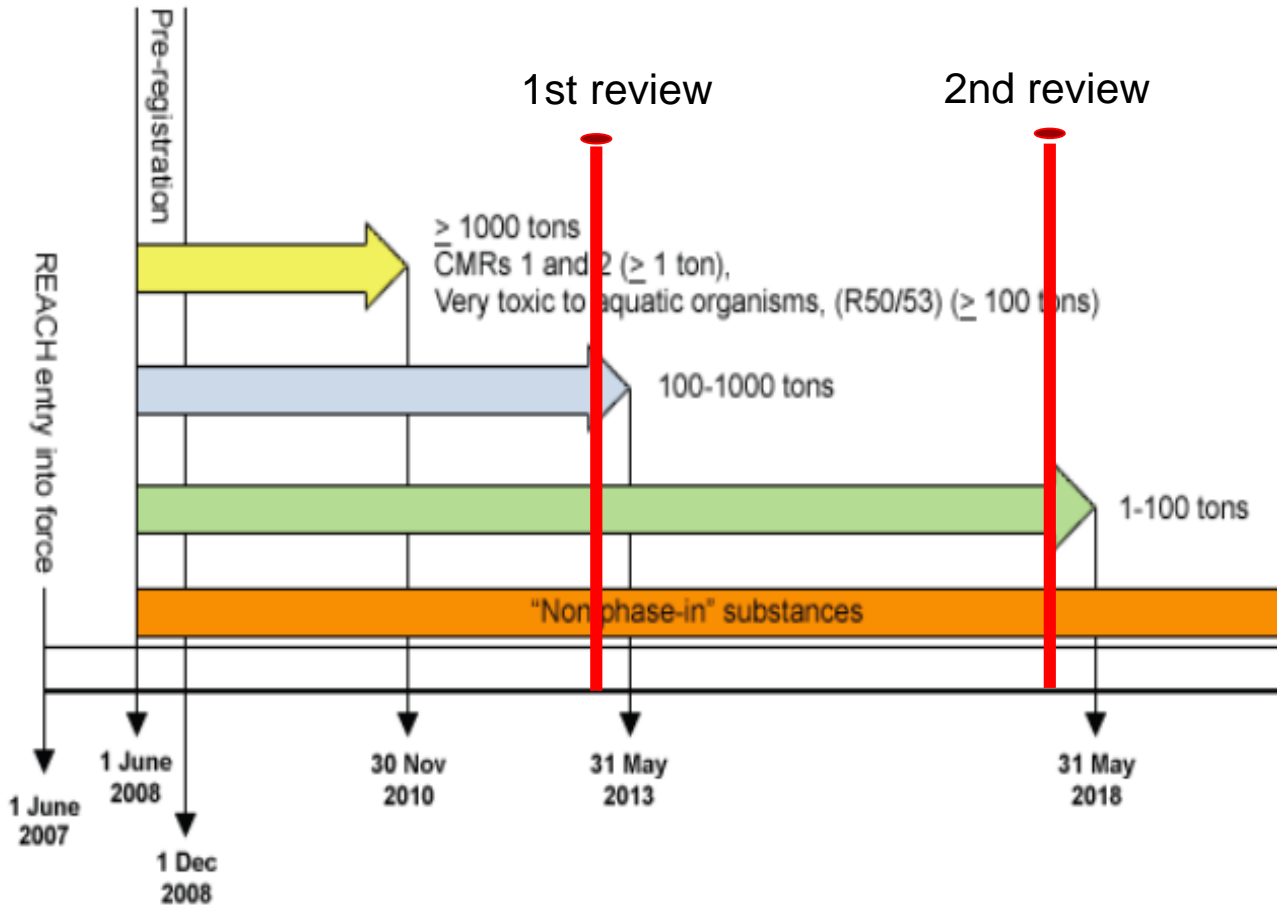 Pre-registration
1st review
2nd review
≥ 1000 tons
CMRs 1 and 2 (≥ 1 ton),
Very toxic to aquatic organisms, (R50/53) (≥ 100 tons)
REACH entry into force
100-1000 tons
1-100 tons
“Non phase-in” substances
1 June
2008
30 Nov
2010
31 May
2013
31 May
2018
1 June
2007
1 Dec
2008